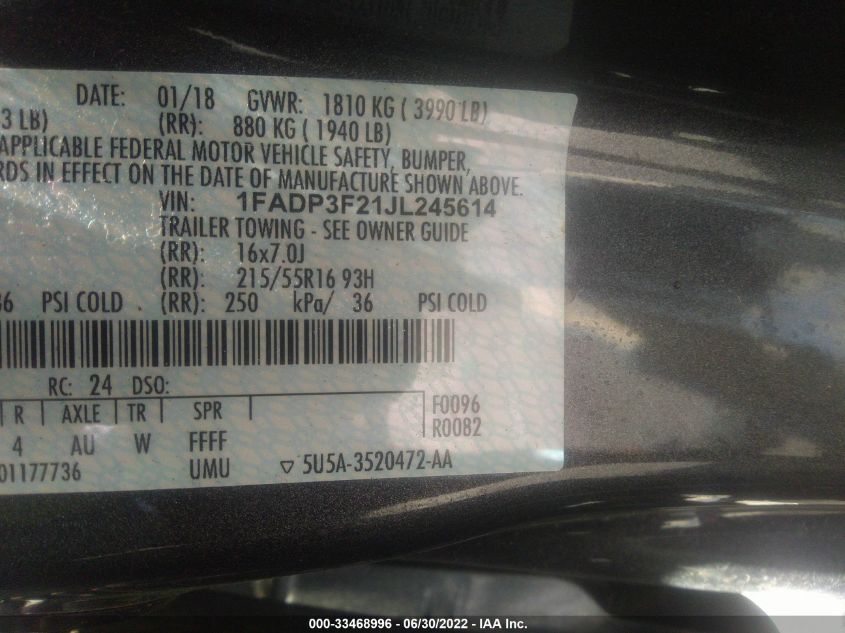 DATE: 01/18 GVWR: 1810 KG ( 3990 LB)
3 LB) (RR): 880 KG ( 1940 LB)
APPLICABLE FEDERAL MOTOR VEHICLE SAFETY, BUMPER,
RDS IN EFFECT ON THE DATE OF MANUFACTURE SHOWN ABOVE.
VIN: 1FADP3F21JL245614
TRAILER TOWING - SEE OWNER GUIDE
(RR): 16x7.0J
(RR): 215/55R16 93H
36 PSI COLD (RR): 250 kPa/ 36 PSI COLD
RC: 24 DSO:
R AXLE TR SPR F0096
4 AU W FFFF R0082
01177736 UMU 5U5A-3520472-AA
000-33468996 - 06/30/2022 - IAA Inc.